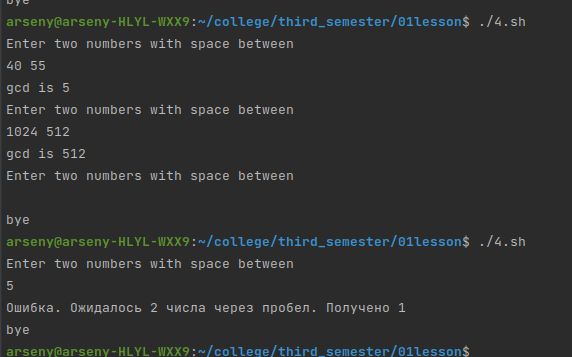 bye
arseny@arseny-HLYL-WXX9:~/college/third_semester/01lesson$ ./4.sh
Enter two numbers with space between
40 55
gcd is 5
Enter two numbers with space between
1024 512
gcd is 512
Enter two numbers with space between
bye
arseny@arseny-HLYL-WXX9:~/college/third_semester/01lesson$ ./4.sh
Enter two numbers with space between
5
Ошибка. Ожидалось 2 числа через пробел. Получено 1
bye
arseny@arseny-HLYL-WXX9:~/college/third_semester/01lesson$